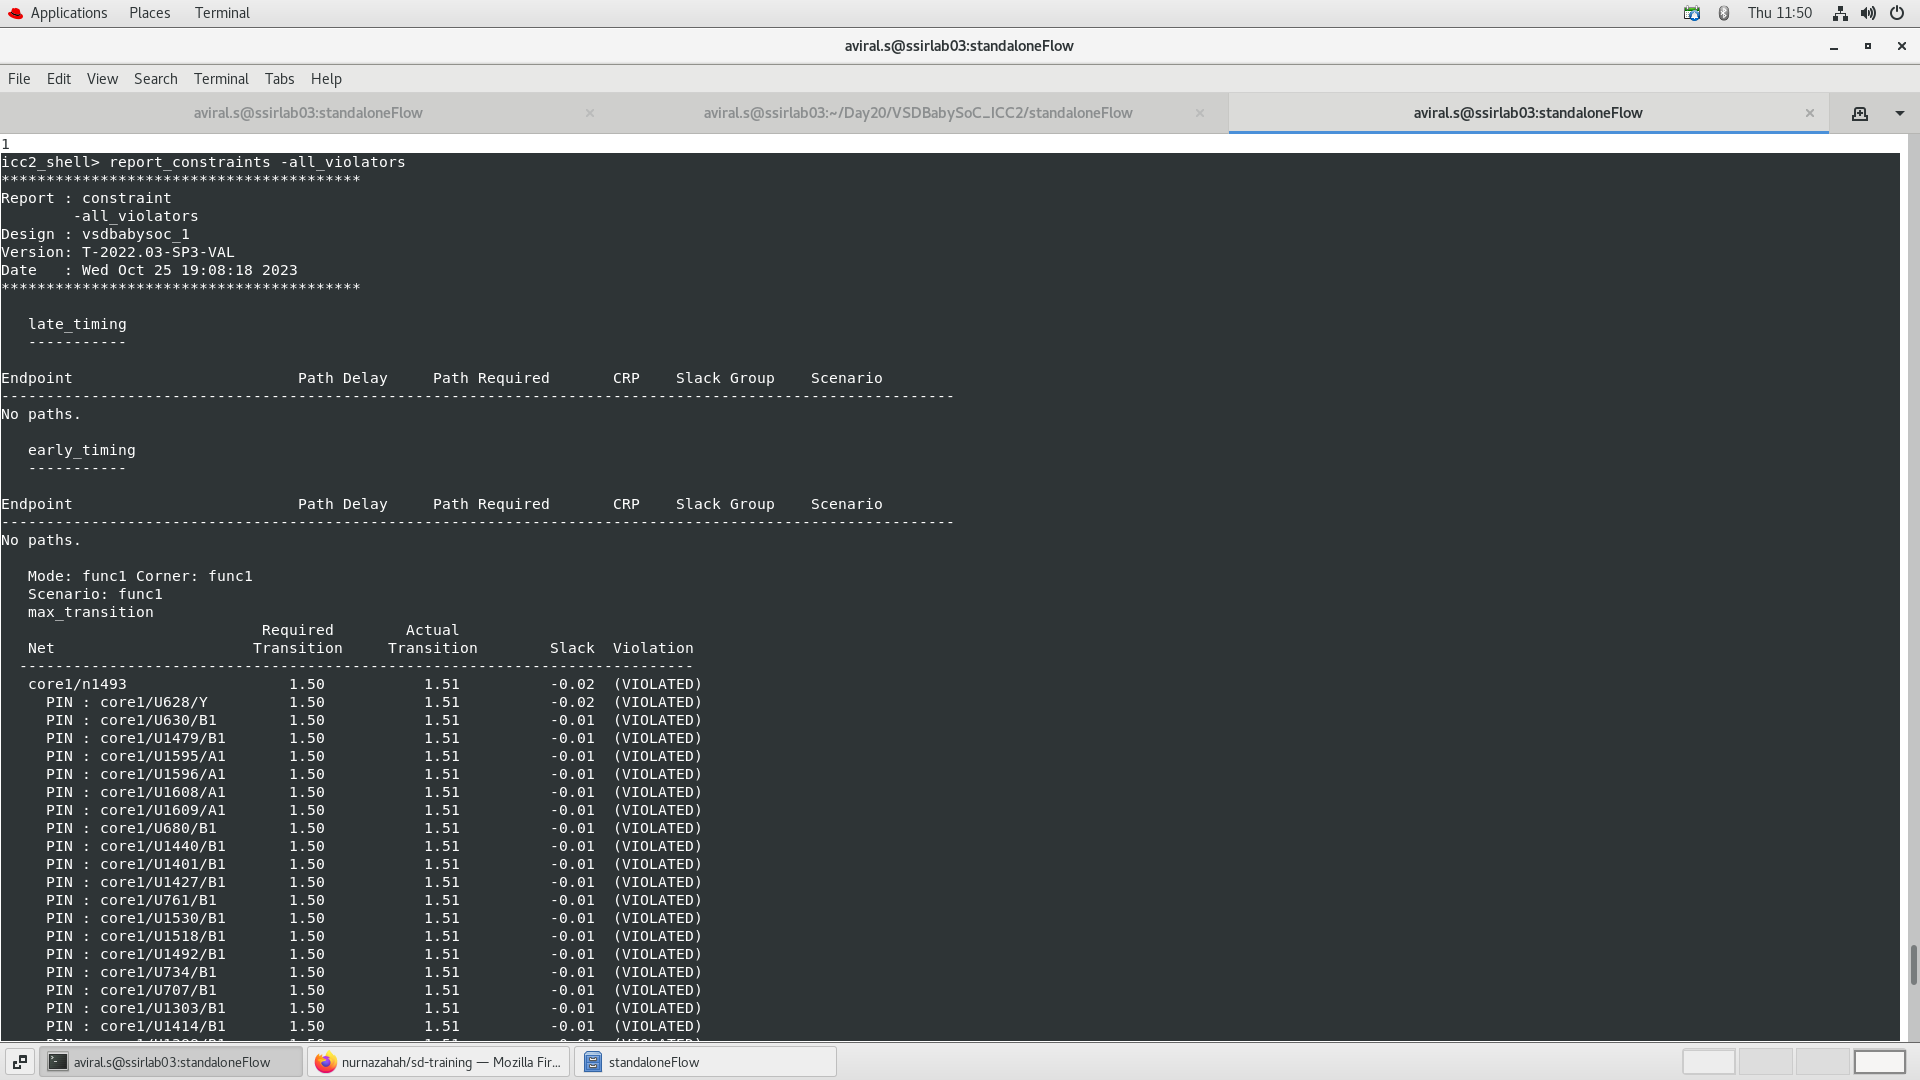 Applications Places Terminal Thu 11:50
aviral.s@ssirlab03:standaloneFlow
File Edit View Search Terminal Tabs Help
aviral.s@ssirlab03:standaloneFlow aviral.s@ssirlab03:~/Day20/VSDBabySoC_ICC2/standaloneFlow aviral.s@ssirlab03:standaloneFlow
1
icc2_shell> report_constraints -all_violators
****************************************
Report : constraint
        -all_violators
Design : vsdbabysoc_1
Version: T-2022.03-SP3-VAL
Date   : Wed Oct 25 19:08:18 2023
****************************************
   late_timing
   -----------
Endpoint                         Path Delay     Path Required       CRP    Slack Group    Scenario
----------------------------------------------------------------------------------------------------------
No paths.
   early_timing
   -----------
Endpoint                         Path Delay     Path Required       CRP    Slack Group    Scenario
----------------------------------------------------------------------------------------------------------
No paths.
   Mode: func1 Corner: func1
   Scenario: func1
   max_transition
                             Required        Actual
   Net                      Transition     Transition        Slack  Violation
  ---------------------------------------------------------------------------
   core1/n1493                  1.50           1.51          -0.02  (VIOLATED)
     PIN : core1/U628/Y         1.50           1.51          -0.02  (VIOLATED)
     PIN : core1/U630/B1        1.50           1.51          -0.01  (VIOLATED)
     PIN : core1/U1479/B1       1.50           1.51          -0.01  (VIOLATED)
     PIN : core1/U1595/A1       1.50           1.51          -0.01  (VIOLATED)
     PIN : core1/U1596/A1       1.50           1.51          -0.01  (VIOLATED)
     PIN : core1/U1608/A1       1.50           1.51          -0.01  (VIOLATED)
     PIN : core1/U1609/A1       1.50           1.51          -0.01  (VIOLATED)
     PIN : core1/U680/B1        1.50           1.51          -0.01  (VIOLATED)
     PIN : core1/U1440/B1       1.50           1.51          -0.01  (VIOLATED)
     PIN : core1/U1401/B1       1.50           1.51          -0.01  (VIOLATED)
     PIN : core1/U1427/B1       1.50           1.51          -0.01  (VIOLATED)
     PIN : core1/U761/B1        1.50           1.51          -0.01  (VIOLATED)
     PIN : core1/U1530/B1       1.50           1.51          -0.01  (VIOLATED)
     PIN : core1/U1518/B1       1.50           1.51          -0.01  (VIOLATED)
     PIN : core1/U1492/B1       1.50           1.51          -0.01  (VIOLATED)
     PIN : core1/U734/B1        1.50           1.51          -0.01  (VIOLATED)
     PIN : core1/U707/B1        1.50           1.51          -0.01  (VIOLATED)
     PIN : core1/U1303/B1       1.50           1.51          -0.01  (VIOLATED)
     PIN : core1/U1414/B1       1.50           1.51          -0.01  (VIOLATED)
aviral.s@ssirlab03:standaloneFlow nurnazahah/sd-training — Mozilla Fir... standaloneFlow